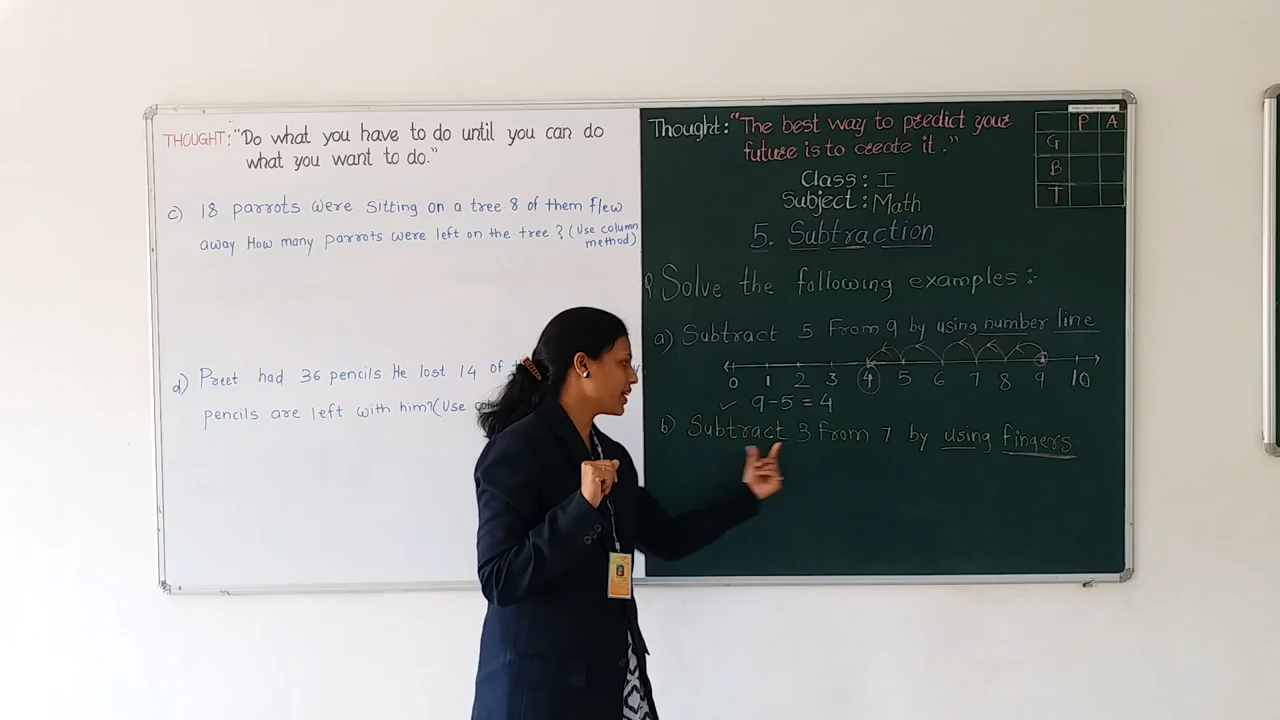 THOUGHT: "Do what you have to do until you can do
what you want to do."
c) 18 parrots were sitting on a tree 8 of them flew
away. How many parrots were left on the tree? (Use column
method)
d) Preet had 36 pencils He lost 14 of
pencils are left with him? (Use
Thought: "The best way to predict your
future is to create it."
P A
G
B
T
Class: I
Subject: Math
5. Subtraction
Solve the following examples:-
a) Subtract 5 From 9 by using number line
0 1 2 3 4 5 6 7 8 9 10
✓ 9-5=4
b) Subtract 3 from 7 by using fingers